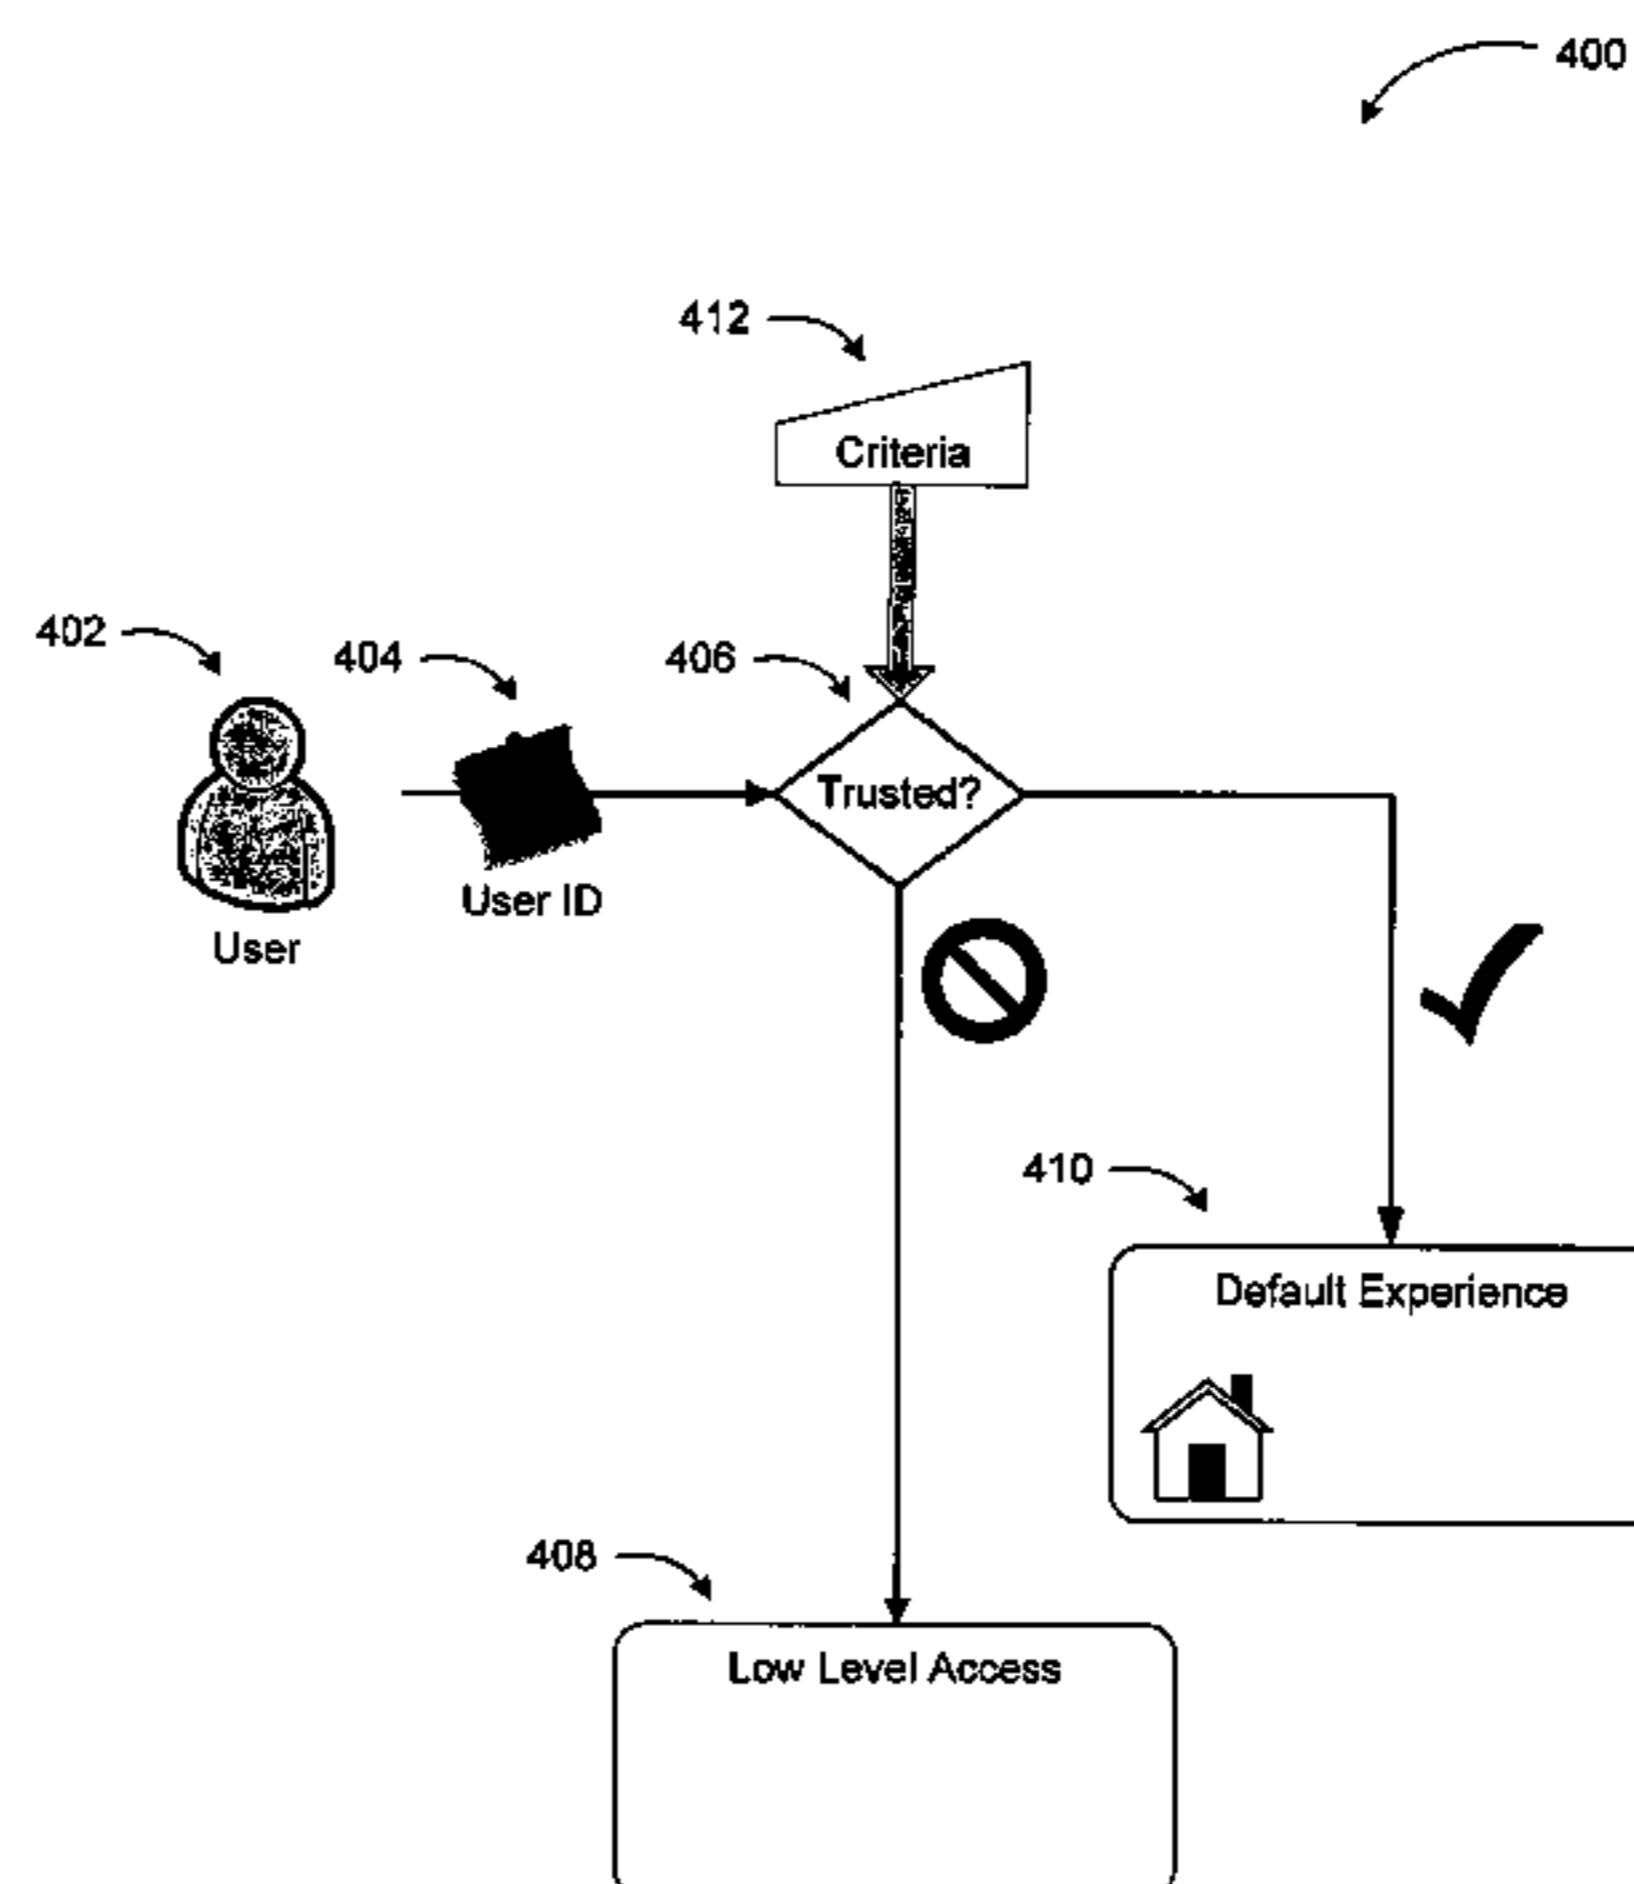 400
412
Criteria
402
404
406
Trusted?
User ID
User
410
Default Experience
408
Low Level Access